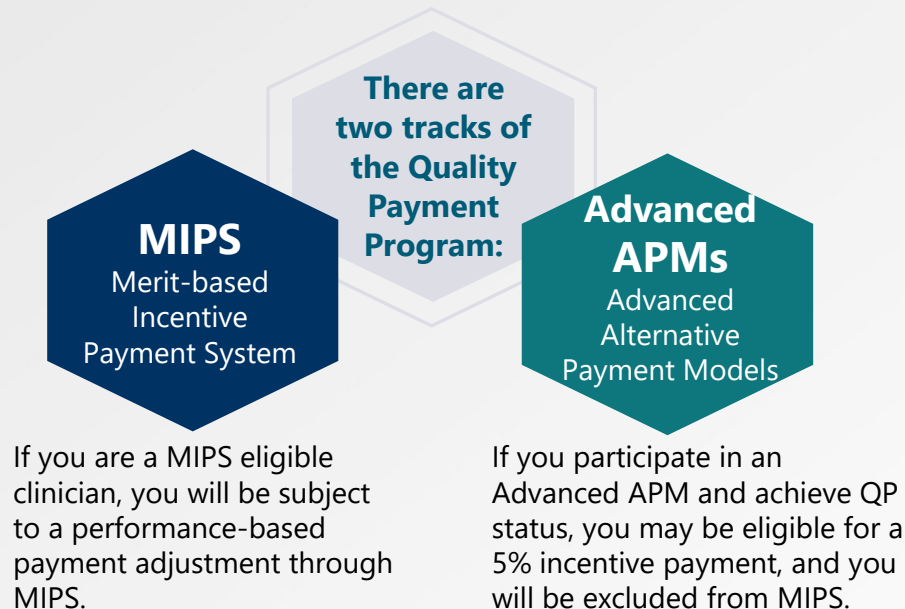 There are
two tracks of
the Quality
Payment
Program:
MIPS
Merit-based
Incentive
Payment System
If you are a MIPS eligible
clinician, you will be subject
to a performance-based
payment adjustment through
MIPS.
Advanced
APMs
Advanced
Alternative
Payment Models
If you participate in an
Advanced APM and achieve QP
status, you may be eligible for a
5% incentive payment, and you
will be excluded from MIPS.